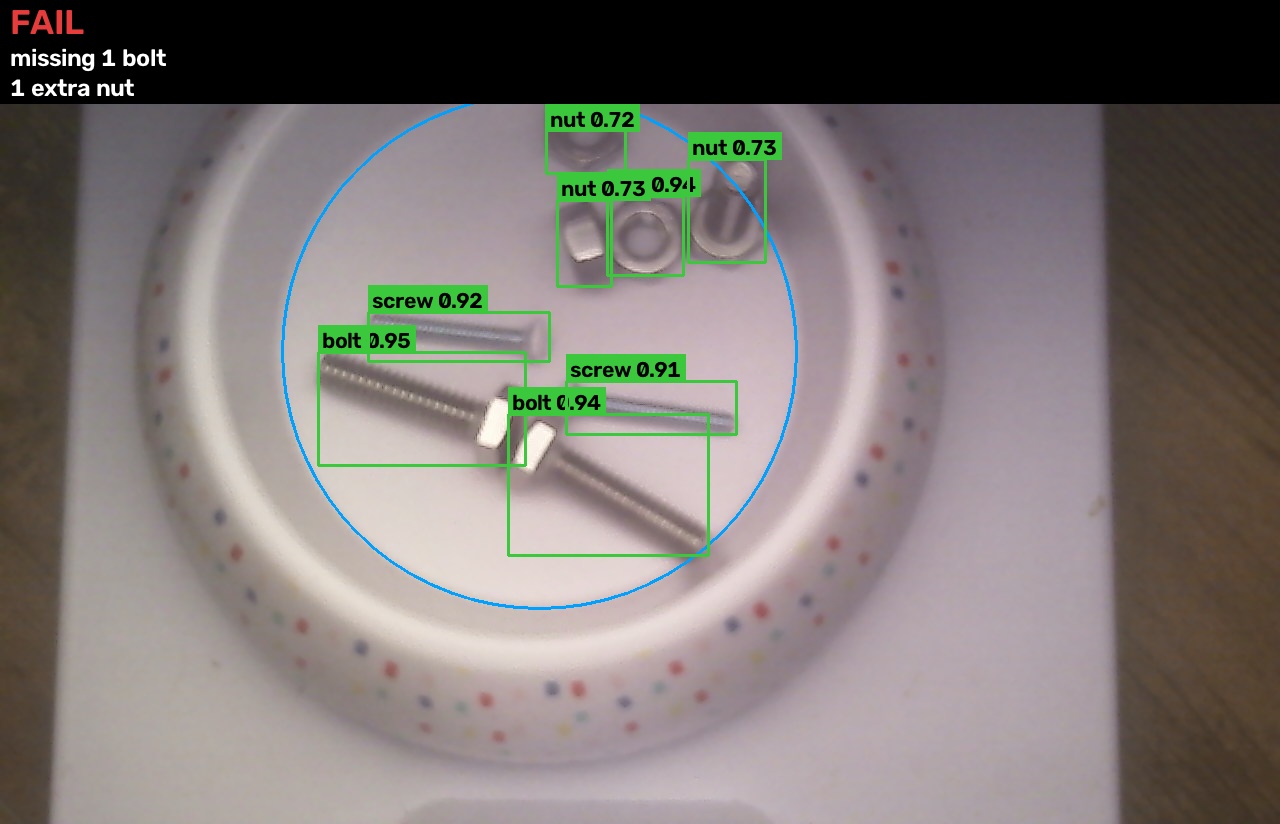 FAIL
missing 1 bolt
1 extra nut
nut 0.72
nut 0.73
nut 0.73
0.94
screw 0.92
bolt 0.95
screw 0.91
bolt 0.94